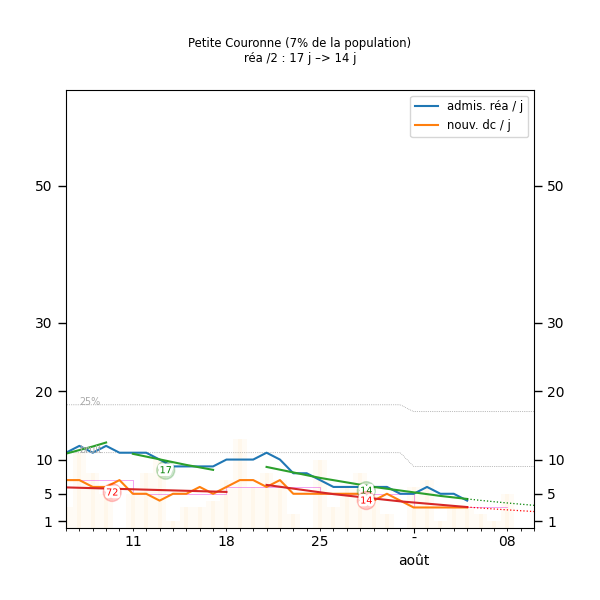 Petite Couronne (7% de la population)
réa /2 : 17 j –> 14 j
admis. réa / j
nouv. dc / j
50 50
30 30
25%
20 20
10 10
17
72
14
14
5 5
1 1
11 18 25 - 08
août